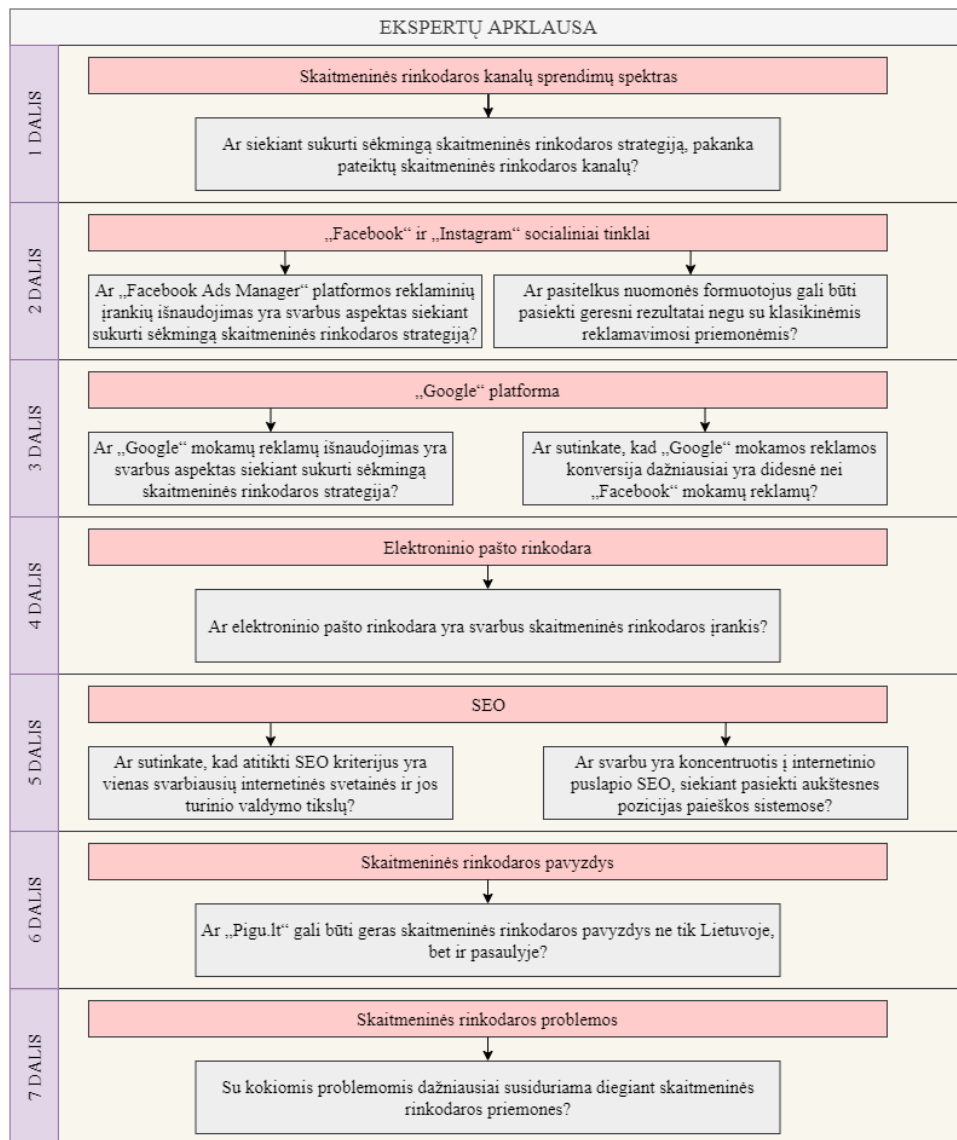 EKSPERTŲ APKLAUSA
1 DALIS
Skaitmeninės rinkodaros kanalų sprendimų spektras
Ar siekiant sukurti sėkmingą skaitmeninės rinkodaros strategiją, pakanka
pateiktų skaitmeninės rinkodaros kanalų?
2 DALIS
„Facebook“ ir „Instagram“ socialiniai tinklai
Ar „Facebook Ads Manager“ platformos reklaminių
įrankių išnaudojimas yra svarbus aspektas siekiant
sukurti sėkmingą skaitmeninės rinkodaros strategiją?
Ar pasitelkus nuomonės formuotojus gali būti
pasiekti geresni rezultatai negu su klasikinėmis
reklamavimosi priemonėmis?
3 DALIS
„Google“ platforma
Ar „Google“ mokamų reklamų išnaudojimas yra
svarbus aspektas siekiant sukurti sėkmingą
skaitmeninės rinkodaros strategija?
Ar sutinkate, kad „Google“ mokamos reklamos
konversija dažniausiai yra didesnė nei
„Facebook“ mokamų reklamų?
4 DALIS
Elektroninio pašto rinkodara
Ar elektroninio pašto rinkodara yra svarbus skaitmeninės rinkodaros įrankis?
5 DALIS
SEO
Ar sutinkate, kad atitikti SEO kriterijus yra
vienas svarbiausių internetinės svetainės ir jos
turinio valdymo tikslų?
Ar svarbu yra koncentruotis į internetinio
puslapio SEO, siekiant pasiekti aukštesnes
pozicijas paieškos sistemose?
6 DALIS
Skaitmeninės rinkodaros pavyzdys
Ar „Pigu.lt“ gali būti geras skaitmeninės rinkodaros pavyzdys ne tik Lietuvoje,
bet ir pasaulyje?
7 DALIS
Skaitmeninės rinkodaros problemos
Su kokiomis problemomis dažniausiai susiduriama diegiant skaitmeninės
rinkodaros priemones?